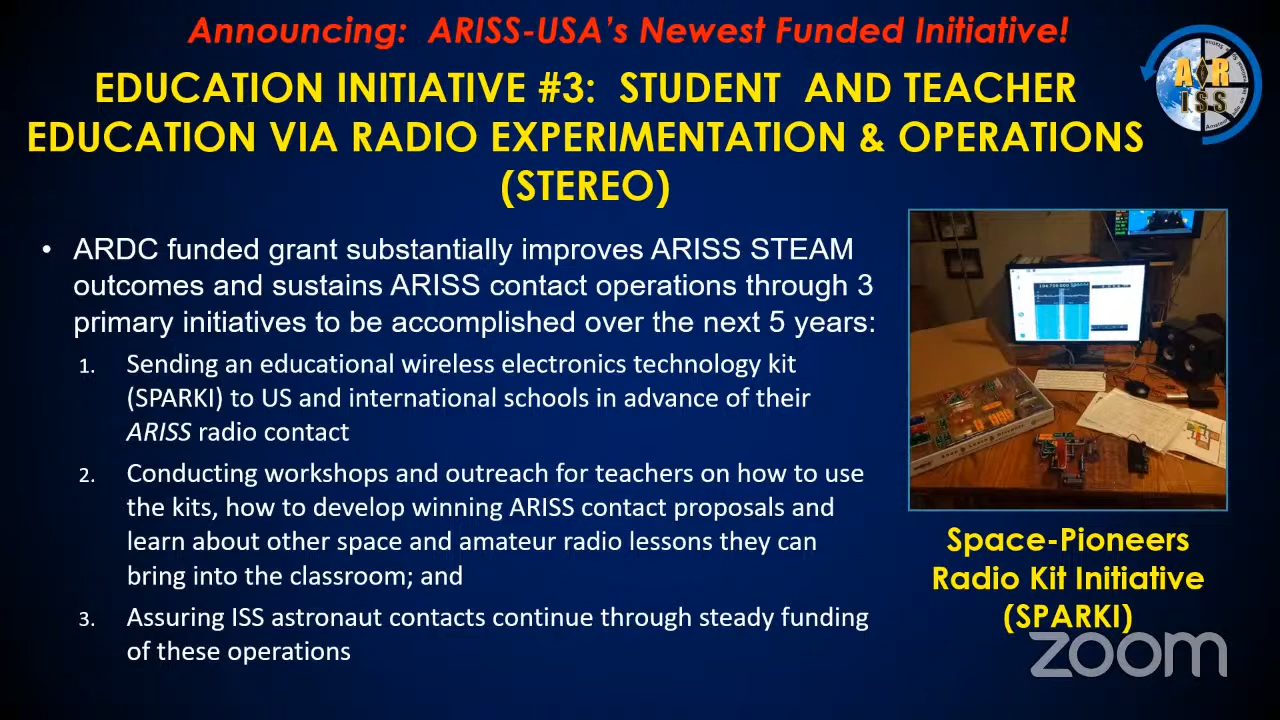 Announcing: ARISS-USA's Newest Funded Initiative!
EDUCATION INITIATIVE #3: STUDENT AND TEACHER
EDUCATION VIA RADIO EXPERIMENTATION & OPERATIONS
(STEREO)
A R
I S S
• ARDC funded grant substantially improves ARISS STEAM
outcomes and sustains ARISS contact operations through 3
primary initiatives to be accomplished over the next 5 years:
1. Sending an educational wireless electronics technology kit
(SPARKI) to US and international schools in advance of their
ARISS radio contact
2. Conducting workshops and outreach for teachers on how to use
the kits, how to develop winning ARISS contact proposals and
learn about other space and amateur radio lessons they can
bring into the classroom; and
3. Assuring ISS astronaut contacts continue through steady funding
of these operations
Space-Pioneers
Radio Kit Initiative
(SPARKI)
zoom